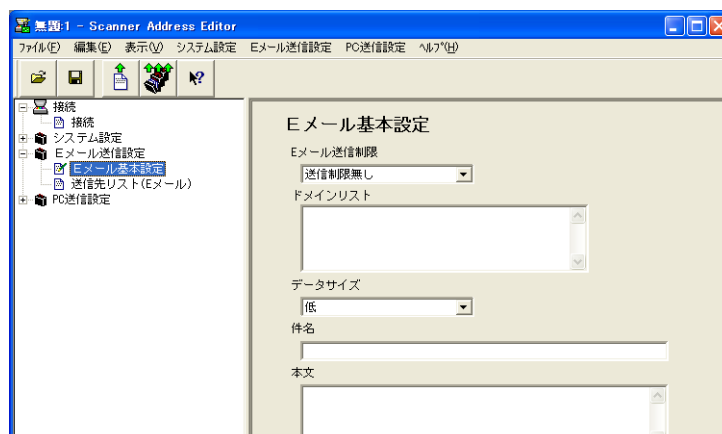 無題:1 - Scanner Address Editor
ファイル(F) 編集(E) 表示(V) システム設定 Eメール送信設定 PC送信設定 ヘルプ(H)
接続
接続
システム設定
Eメール送信設定
Eメール基本設定
送信先リスト(Eメール)
PC送信設定
Eメール基本設定
Eメール送信制限
送信制限無し
ドメインリスト
データサイズ
低
件名
本文